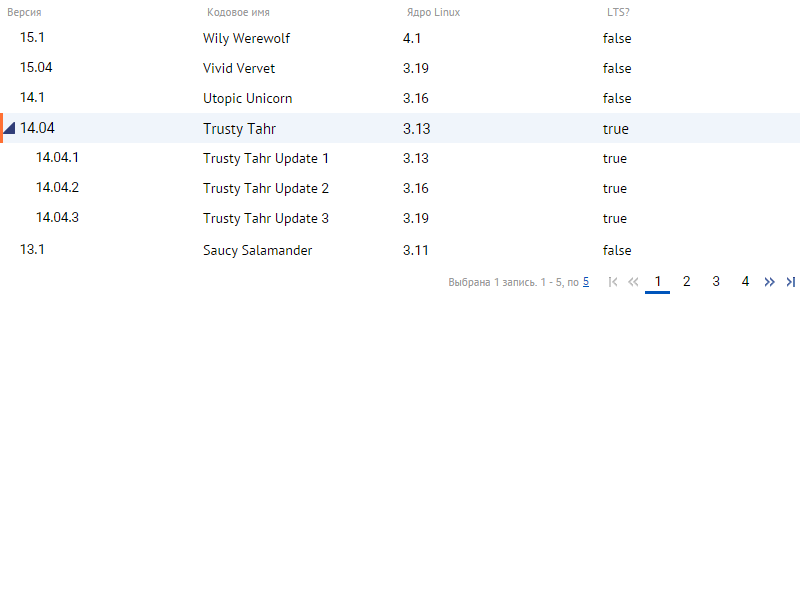 Версия Кодовое имя Ядро Linux LTS?
15.1 Wily Werewolf 4.1 false
15.04 Vivid Vervet 3.19 false
14.1 Utopic Unicorn 3.16 false
14.04 Trusty Tahr 3.13 true
14.04.1 Trusty Tahr Update 1 3.13 true
14.04.2 Trusty Tahr Update 2 3.16 true
14.04.3 Trusty Tahr Update 3 3.19 true
13.1 Saucy Salamander 3.11 false
Выбрана 1 запись. 1 - 5, по 5 1 2 3 4